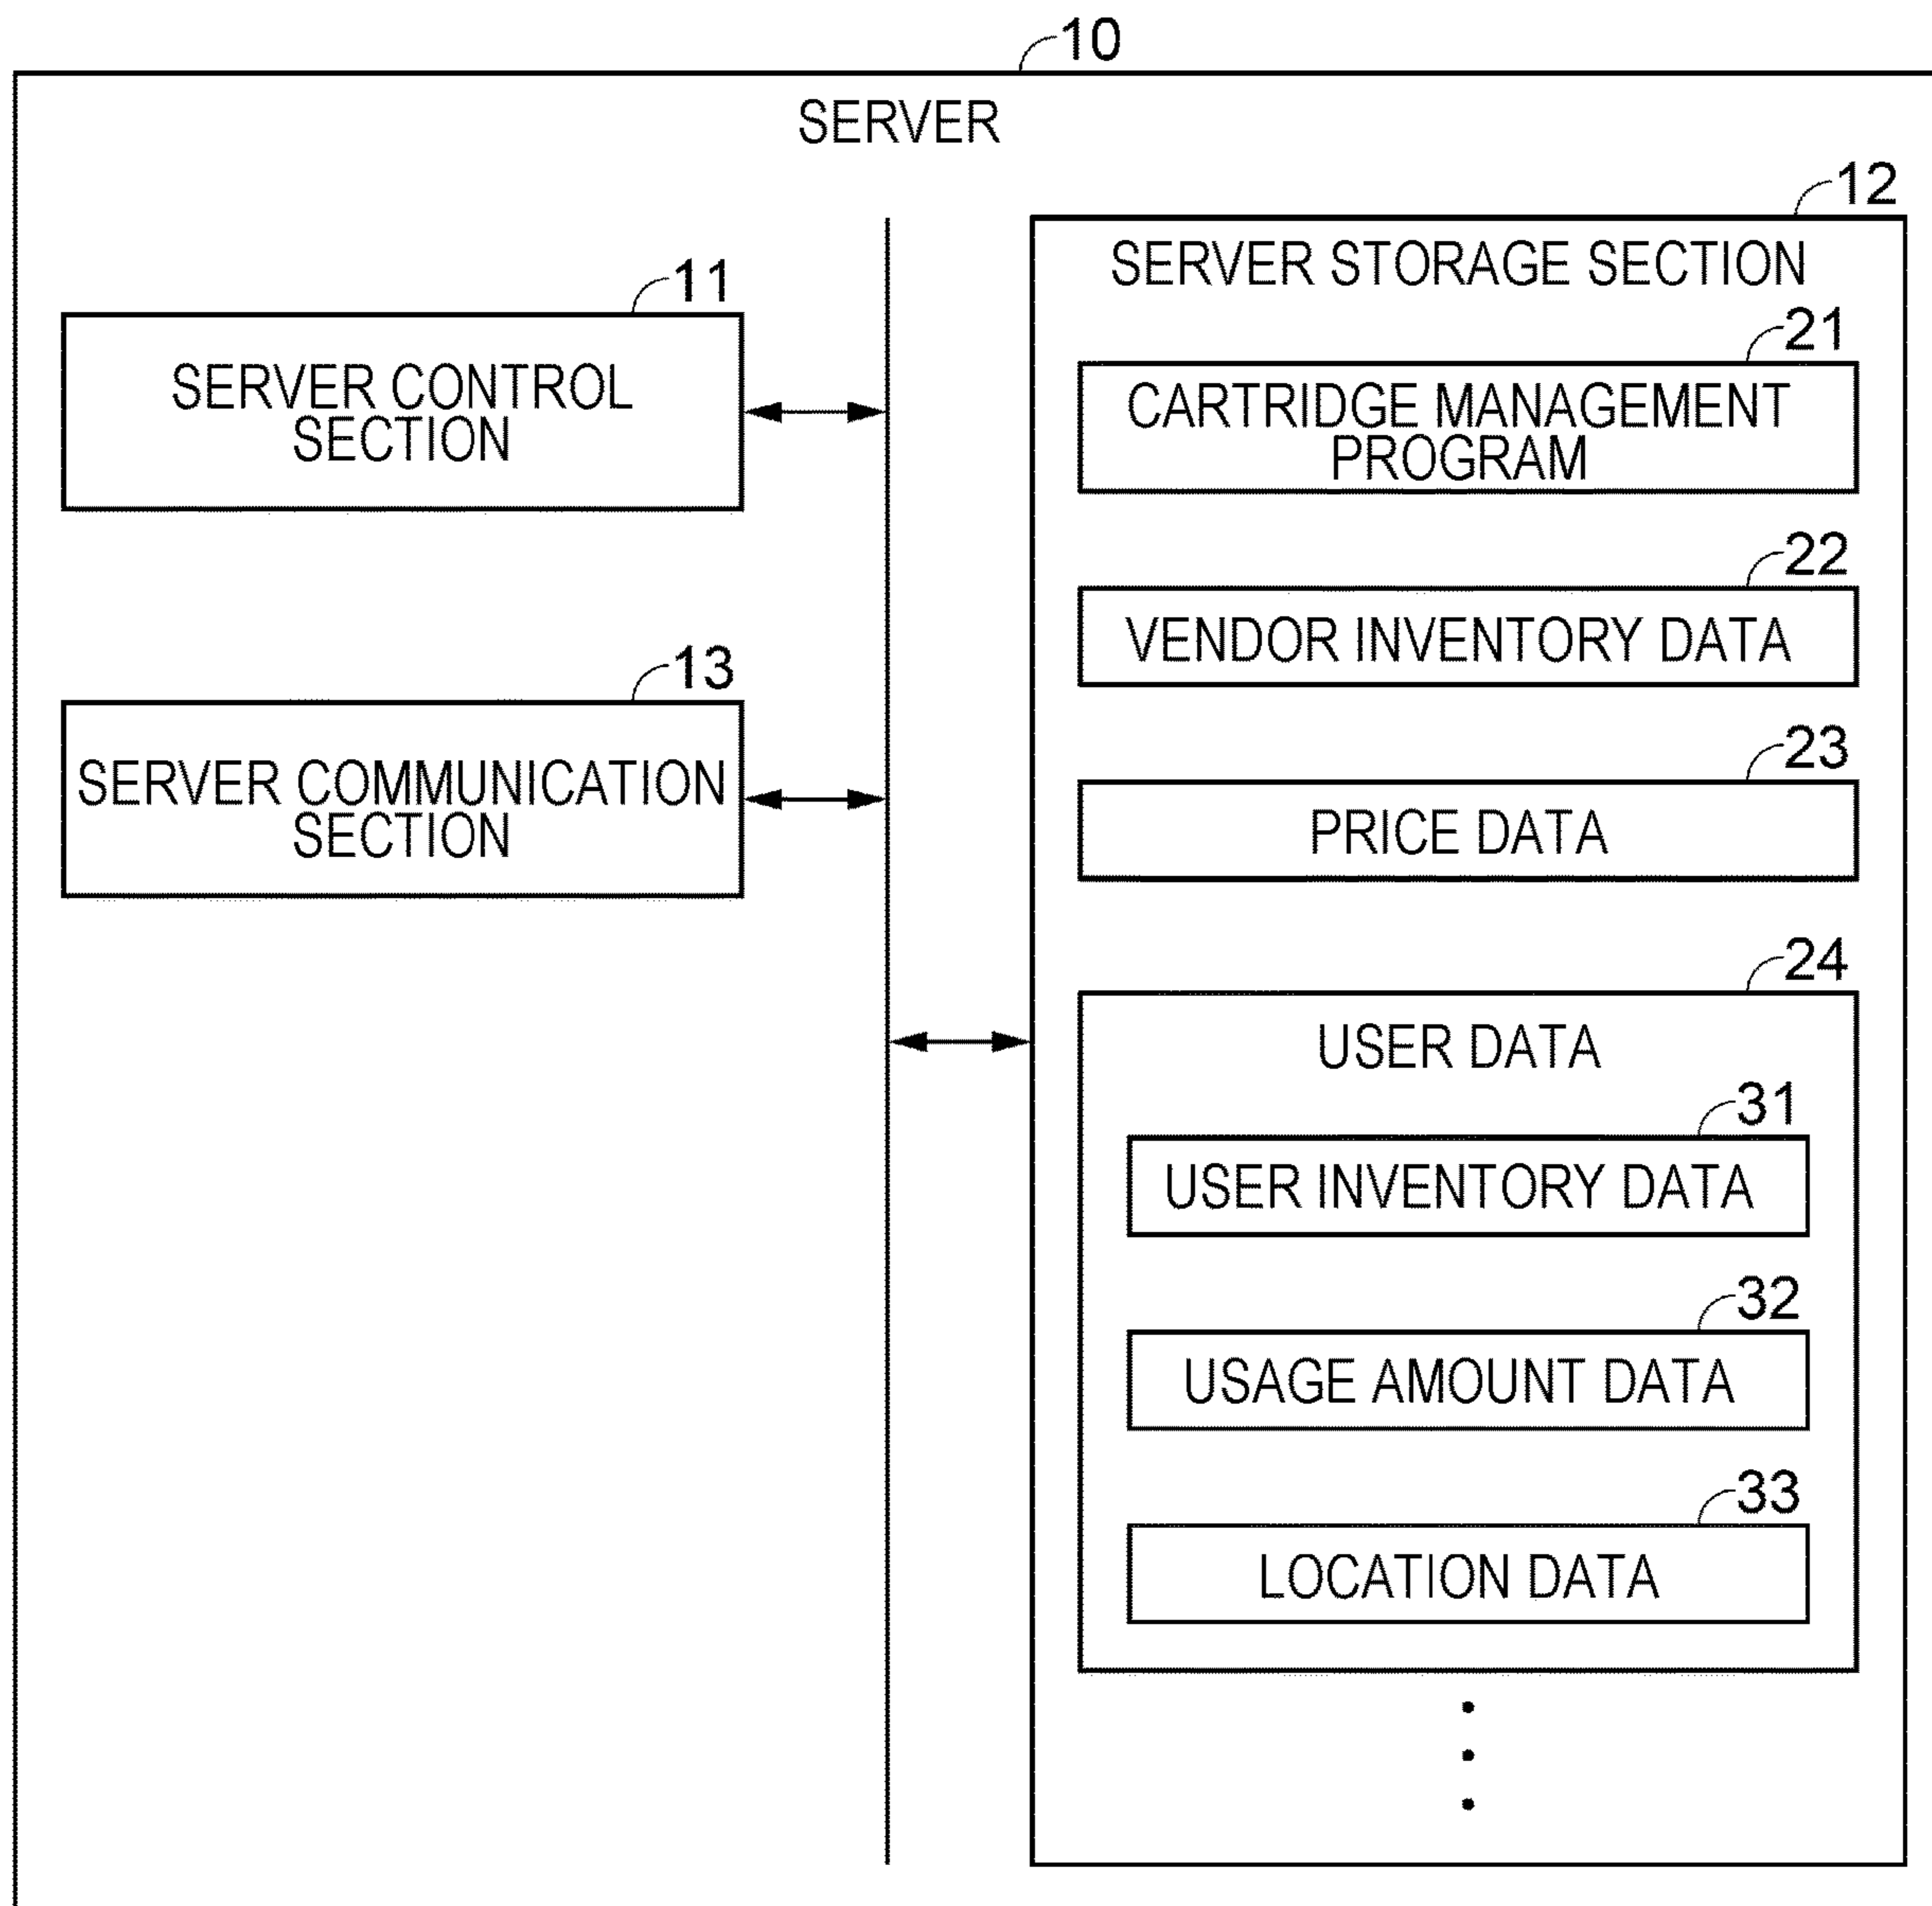 10
SERVER
11
SERVER CONTROL
SECTION
13
SERVER COMMUNICATION
SECTION
12
SERVER STORAGE SECTION
21
CARTRIDGE MANAGEMENT
PROGRAM
22
VENDOR INVENTORY DATA
23
PRICE DATA
24
USER DATA
31
USER INVENTORY DATA
32
USAGE AMOUNT DATA
33
LOCATION DATA